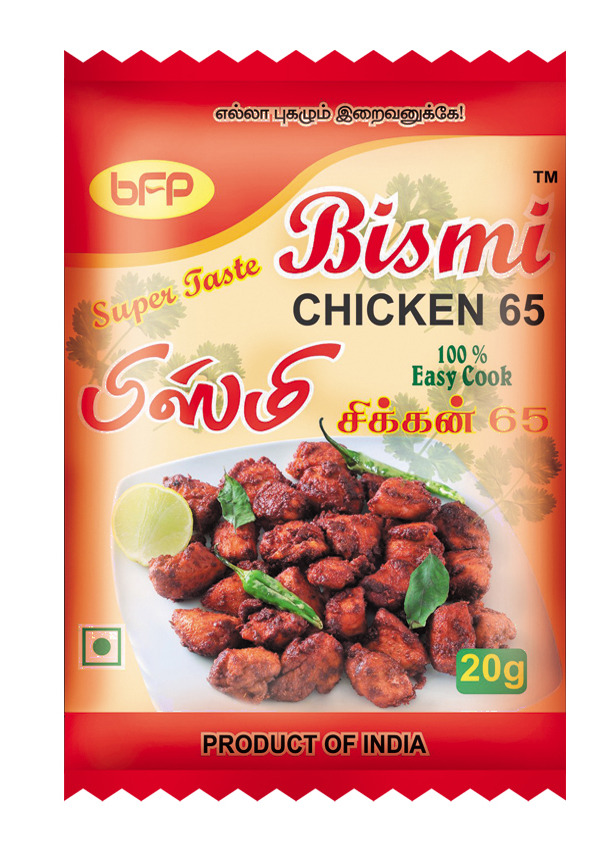 எல்லா புகழும் இறைவனுக்கே!
bFP
TM
Bismi
Super Taste
CHICKEN 65
100 %
Easy Cook
பிஸ்மி
சிக்கன் 65
20g
PRODUCT OF INDIA